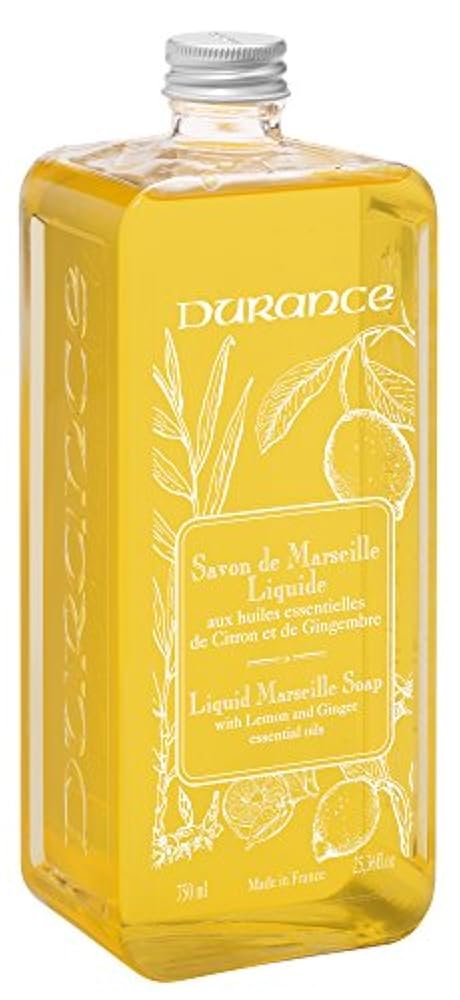 DURANCE
DURANCE
Savon de Marseille
Liquide
aux huiles essentielles
de Citron et de Gingembre
Liquid Marseille Soap
with Lemon and Ginger
essential oils
750 ml Made in France 25,36fl.oz